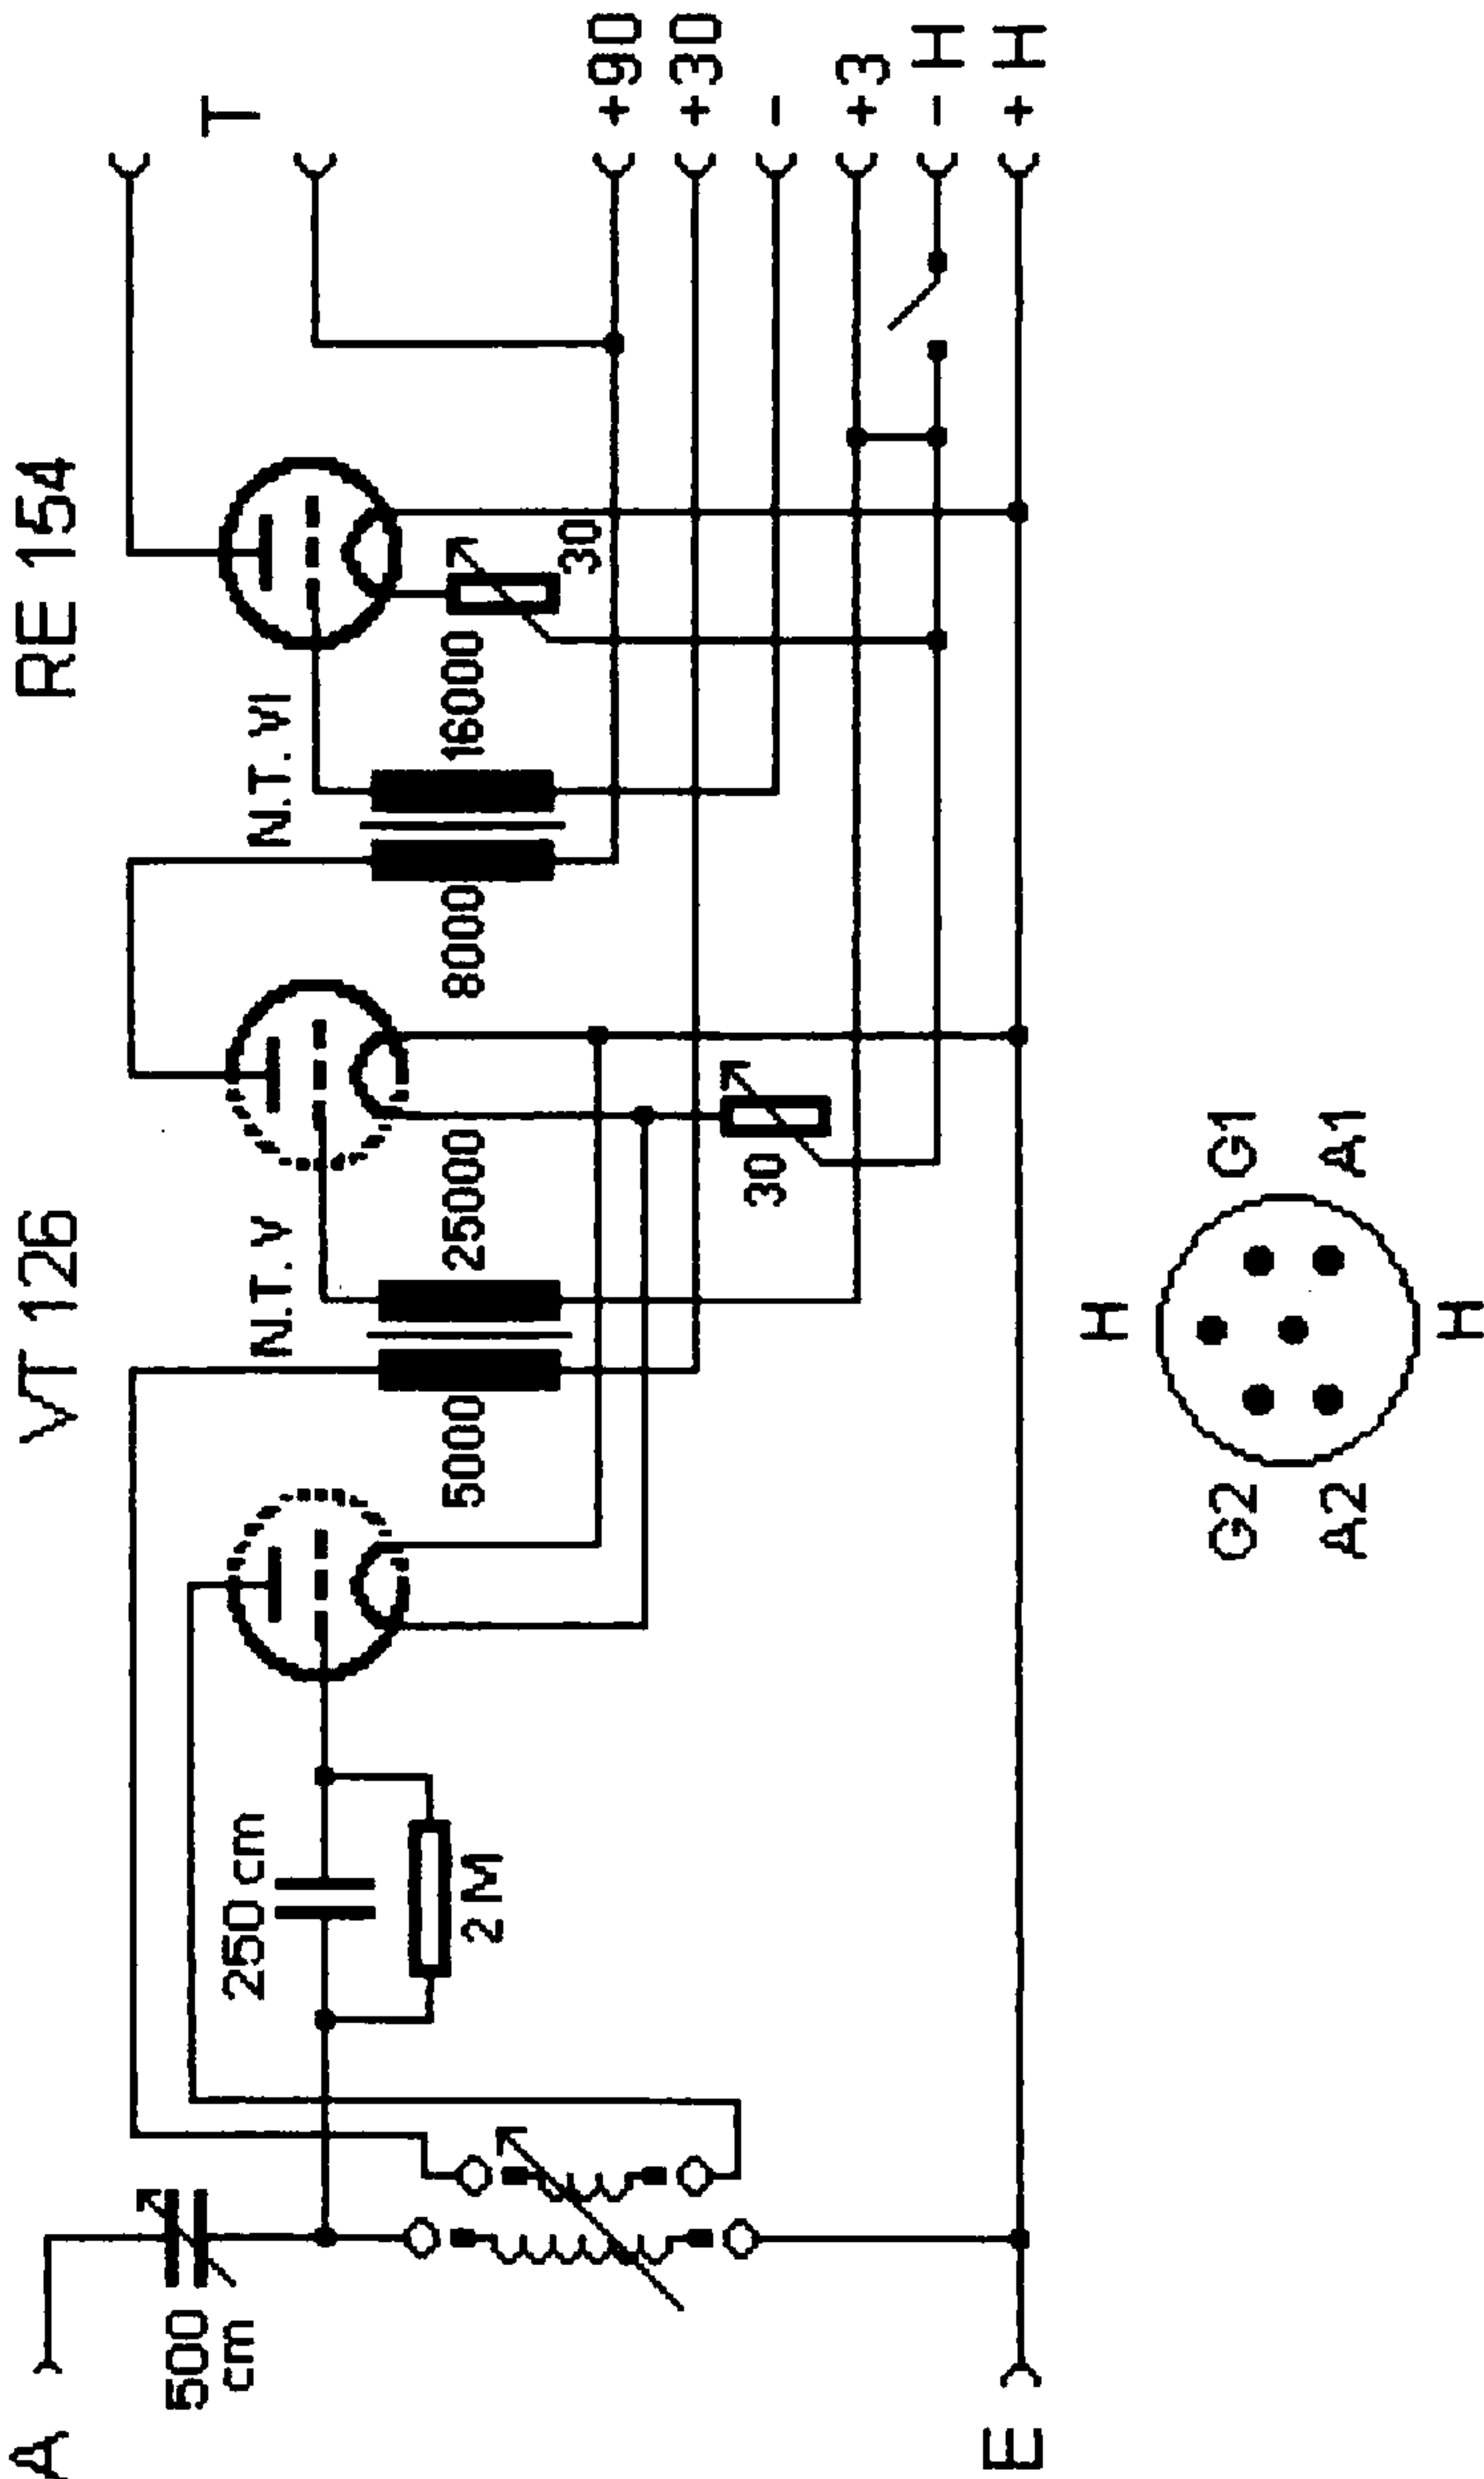 VT 126
RE 154
A
500
cm
250 cm
2 M
N.T. V
5000
25000
N.T. VI
8000
16000
30
30
T
+90
+30
-
+3
-H
+H
E
H
G2
G1
A2
A1
H